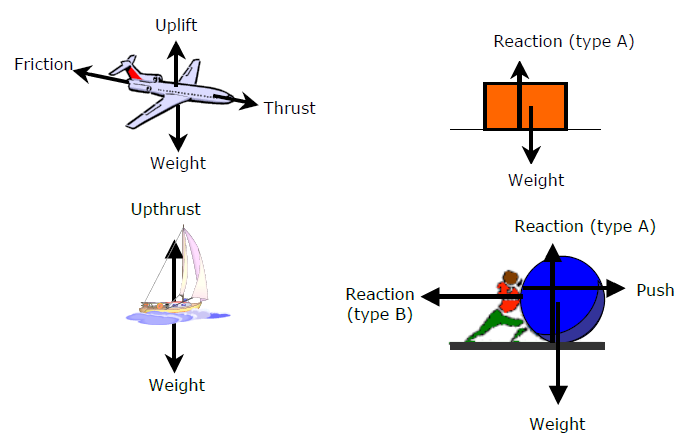 Uplift
Friction
Thrust
Weight
Reaction (type A)
Weight
Upthrust
Weight
Reaction (type A)
Push
Reaction
(type B)
Weight